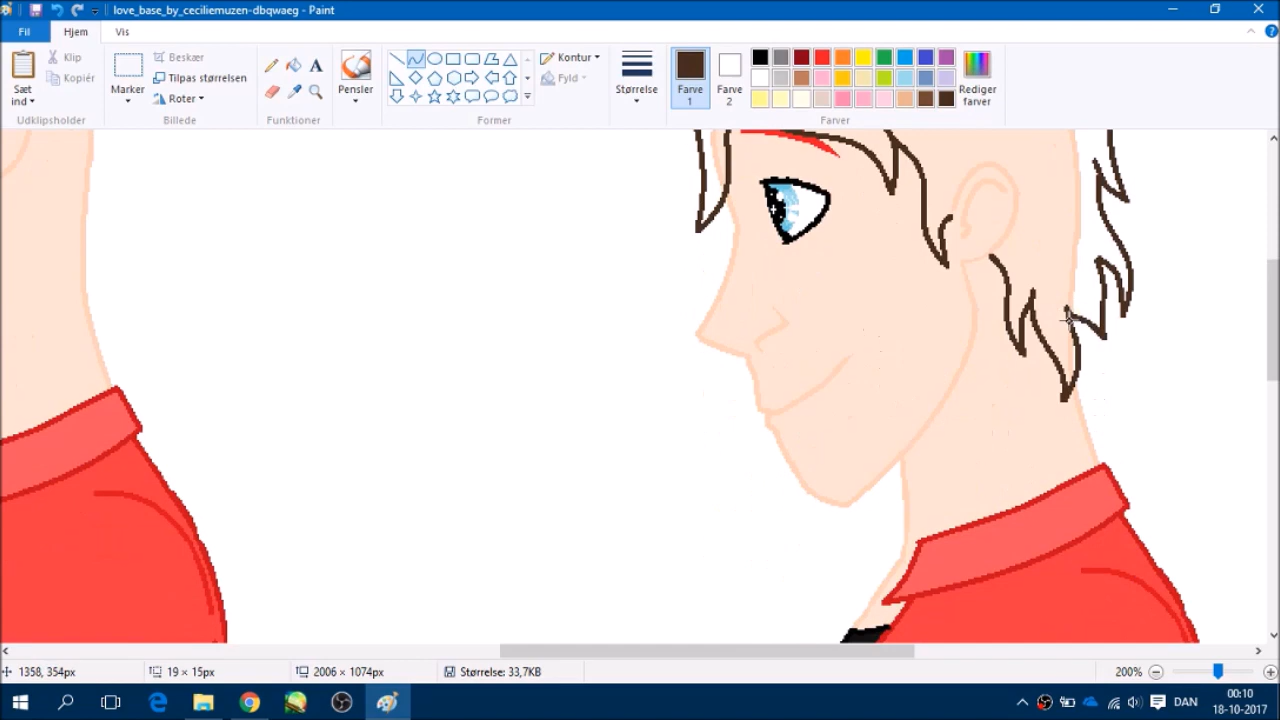 love_base_by_ceciliemuzen-dbqwaeg - Paint
Fil Hjem Vis
Sæt ind
Klip
Kopiér
Udklipsholder
Marker
Beskær
Tilpas størrelsen
Roter
Billede
A
Funktioner
Pensler
Kontur
Fyld
Former
Størrelse
Farve 1
Farve 2
Rediger farver
Farver
1358, 354px
19 × 15px
2006 × 1074px
Størrelse: 33,7KB
200%
DAN
00:10
18-10-2017